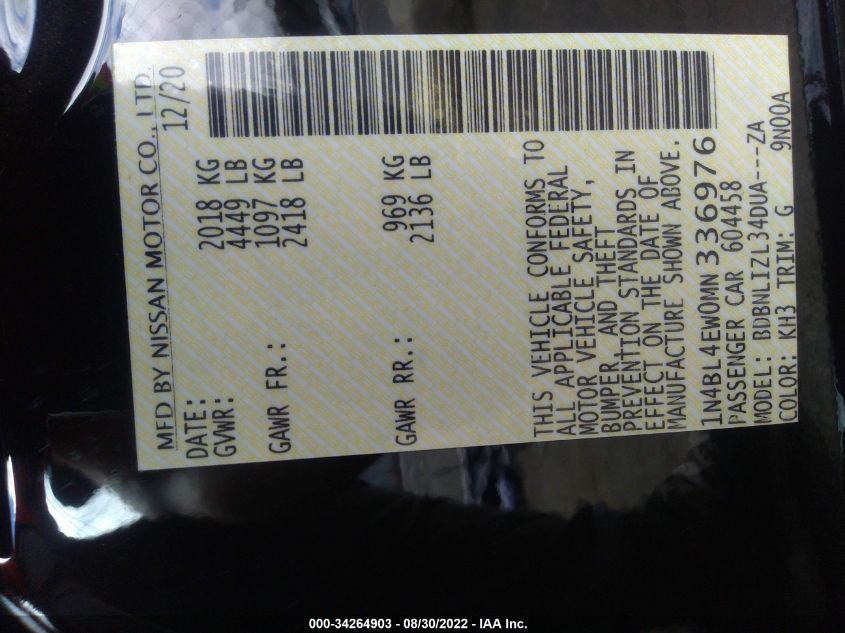 MFD BY NISSAN MOTOR CO., LTD.
DATE: 12/20
GVWR: 2018 KG
4449 LB
GAWR FR.: 1097 KG
2418 LB
GAWR RR.: 969 KG
2136 LB
THIS VEHICLE CONFORMS TO
ALL APPLICABLE FEDERAL
MOTOR VEHICLE SAFETY,
BUMPER, AND THEFT
PREVENTION STANDARDS IN
EFFECT ON THE DATE OF
MANUFACTURE SHOWN ABOVE.
1N4BL4EW0MN336976
PASSENGER CAR 604458
MODEL: BDBNLIZL34DUA---ZA
COLOR: KH3 TRIM: G 9N00A
000-34264903 - 08/30/2022 - IAA Inc.